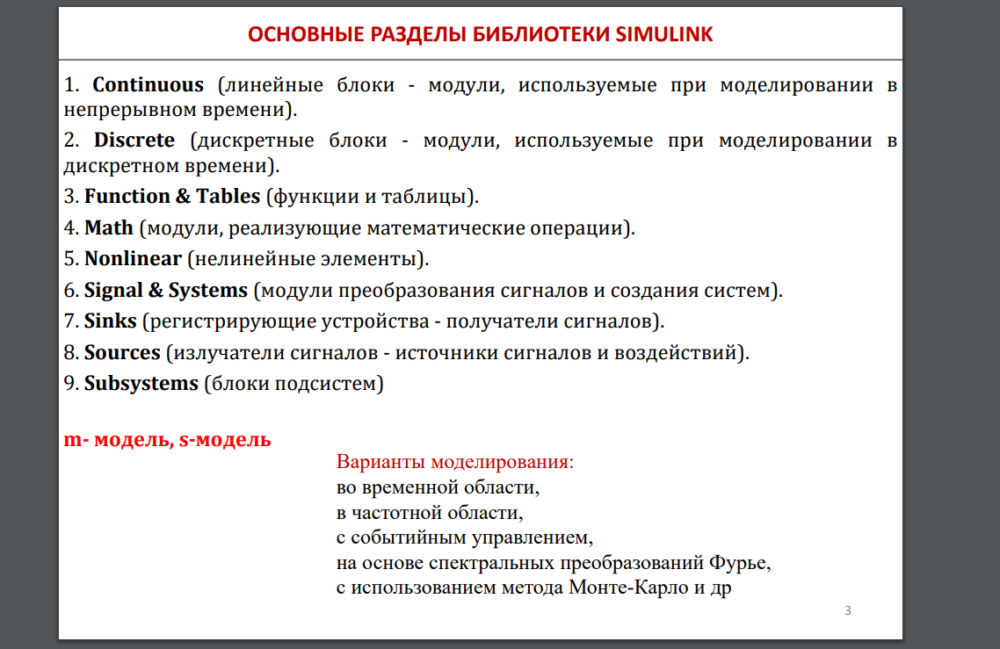 ОСНОВНЫЕ РАЗДЕЛЫ БИБЛИОТЕКИ SIMULINK
1. Continuous (линейные блоки - модули, используемые при моделировании в
непрерывном времени).
2. Discrete (дискретные блоки - модули, используемые при моделировании в
дискретном времени).
3. Function & Tables (функции и таблицы).
4. Math (модули, реализующие математические операции).
5. Nonlinear (нелинейные элементы).
6. Signal & Systems (модули преобразования сигналов и создания систем).
7. Sinks (регистрирующие устройства - получатели сигналов).
8. Sources (излучатели сигналов - источники сигналов и воздействий).
9. Subsystems (блоки подсистем)
m- модель, s-модель
Варианты моделирования:
во временной области,
в частотной области,
с событийным управлением,
на основе спектральных преобразований Фурье,
с использованием метода Монте-Карло и др
3